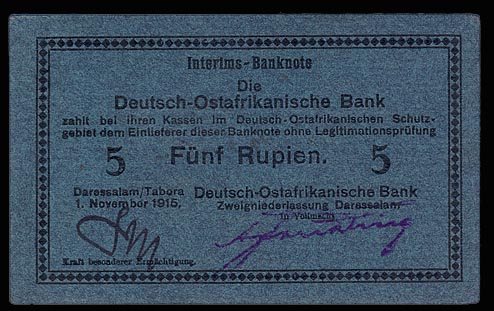 Interims-Banknote
Die
Deutsch-Ostafrikanische Bank
zahlt bei ihren Kassen im Deutsch-Ostafrikanischen Schutz-
gebiet dem Einlieferer dieser Banknote ohne Legitimationsprüfung
5 Fünf Rupien. 5
Daressalam/Tabora
1. November 1915.
Deutsch-Ostafrikanische Bank
Zweigniederlassung Daressalam
in Vollmacht
Kraft besonderer Ermächtigung.